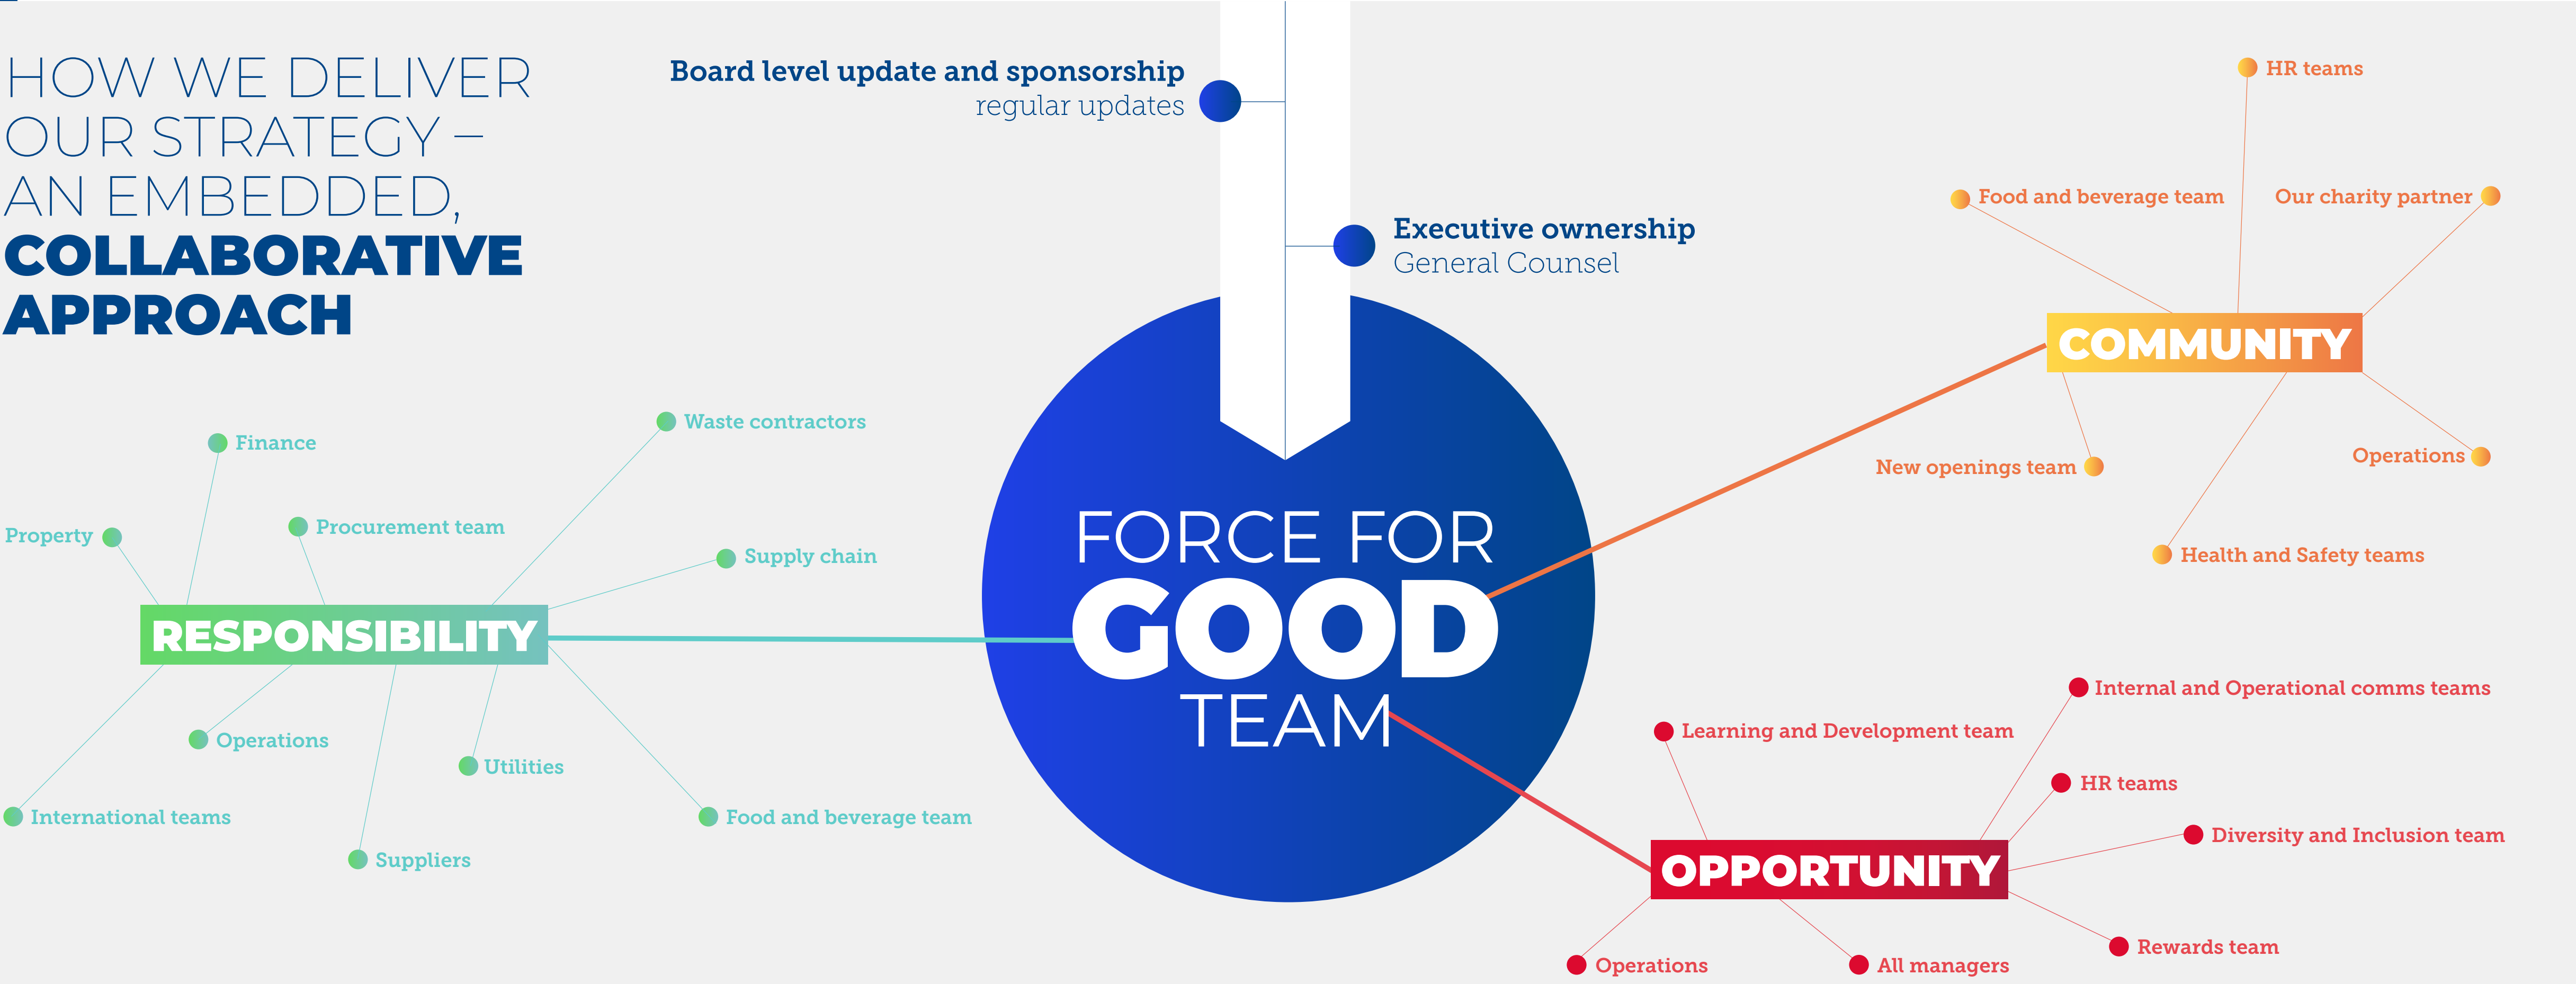 HOW WE DELIVER
OUR STRATEGY –
AN EMBEDDED,
COLLABORATIVE
APPROACH
Board level update and sponsorship
regular updates
Executive ownership
General Counsel
FORCE FOR
GOOD
TEAM
Finance
Waste contractors
Property
Procurement team
Supply chain
RESPONSIBILITY
Operations
Utilities
International teams
Food and beverage team
Suppliers
HR teams
Food and beverage team
Our charity partner
COMMUNITY
New openings team
Operations
Health and Safety teams
Internal and Operational comms teams
Learning and Development team
HR teams
Diversity and Inclusion team
OPPORTUNITY
Rewards team
Operations
All managers